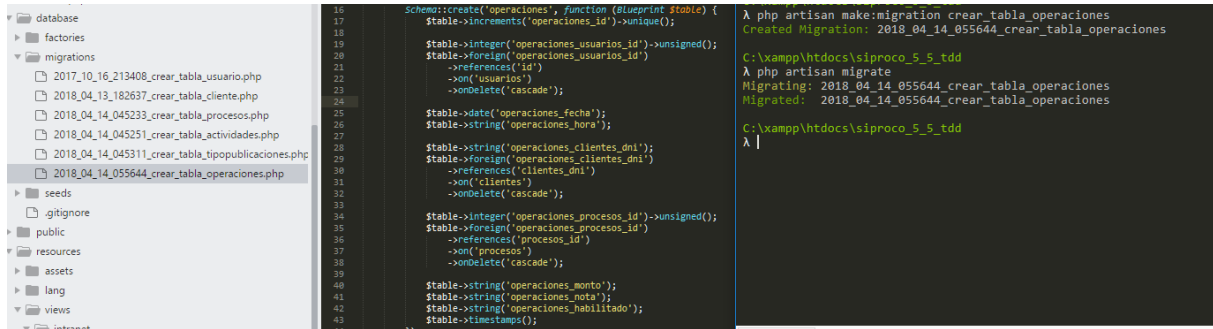 database
factories
migrations
2017_10_16_213408_crear_tabla_usuario.php
2018_04_13_182637_crear_tabla_cliente.php
2018_04_14_045233_crear_tabla_procesos.php
2018_04_14_045251_crear_tabla_actividades.php
2018_04_14_045311_crear_tabla_tipopublicaciones.php
2018_04_14_055644_crear_tabla_operaciones.php
seeds
.gitignore
public
resources
assets
lang
views
intranet
16 Schema::create('operaciones', function (Blueprint $table) {
17 $table->increments('operaciones_id')->unique();
18
19 $table->integer('operaciones_usuarios_id')->unsigned();
20 $table->foreign('operaciones_usuarios_id')
21 ->references('id')
22 ->on('usuarios')
23 ->onDelete('cascade');
24
25 $table->date('operaciones_fecha');
26 $table->string('operaciones_hora');
27
28 $table->string('operaciones_clientes_dni');
29 $table->foreign('operaciones_clientes_dni')
30 ->references('clientes_dni')
31 ->on('clientes')
32 ->onDelete('cascade');
33
34 $table->integer('operaciones_procesos_id')->unsigned();
35 $table->foreign('operaciones_procesos_id')
36 ->references('procesos_id')
37 ->on('procesos')
38 ->onDelete('cascade');
39
40 $table->string('operaciones_monto');
41 $table->string('operaciones_nota');
42 $table->string('operaciones_habilitado');
43 $table->timestamps();
C:\xampp\htdocs\siproco_5_5_tdd
λ php artisan make:migration crear_tabla_operaciones
Created Migration: 2018_04_14_055644_crear_tabla_operaciones
C:\xampp\htdocs\siproco_5_5_tdd
λ php artisan migrate
Migrating: 2018_04_14_055644_crear_tabla_operaciones
Migrated:  2018_04_14_055644_crear_tabla_operaciones
C:\xampp\htdocs\siproco_5_5_tdd
λ